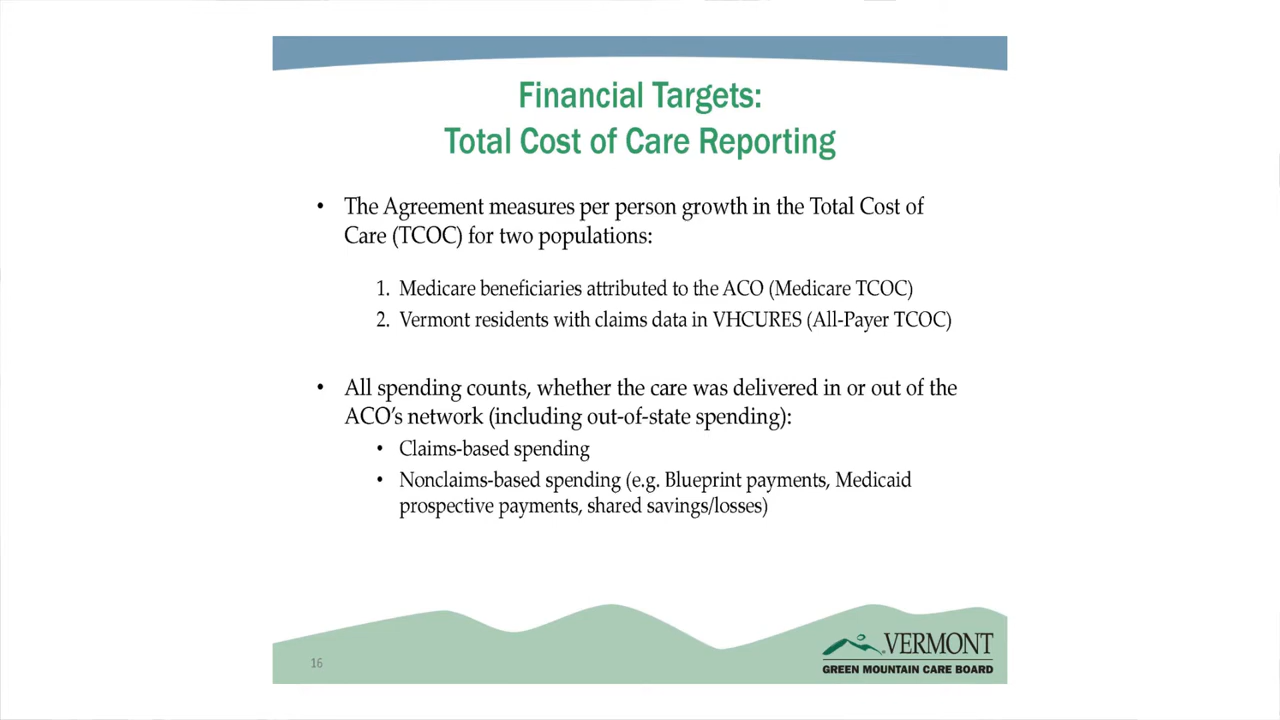 Financial Targets:
Total Cost of Care Reporting
• The Agreement measures per person growth in the Total Cost of
Care (TCOC) for two populations:
1. Medicare beneficiaries attributed to the ACO (Medicare TCOC)
2. Vermont residents with claims data in VHCURES (All-Payer TCOC)
• All spending counts, whether the care was delivered in or out of the
ACO’s network (including out-of-state spending):
• Claims-based spending
• Nonclaims-based spending (e.g. Blueprint payments, Medicaid
prospective payments, shared savings/losses)
16
VERMONT
GREEN MOUNTAIN CARE BOARD